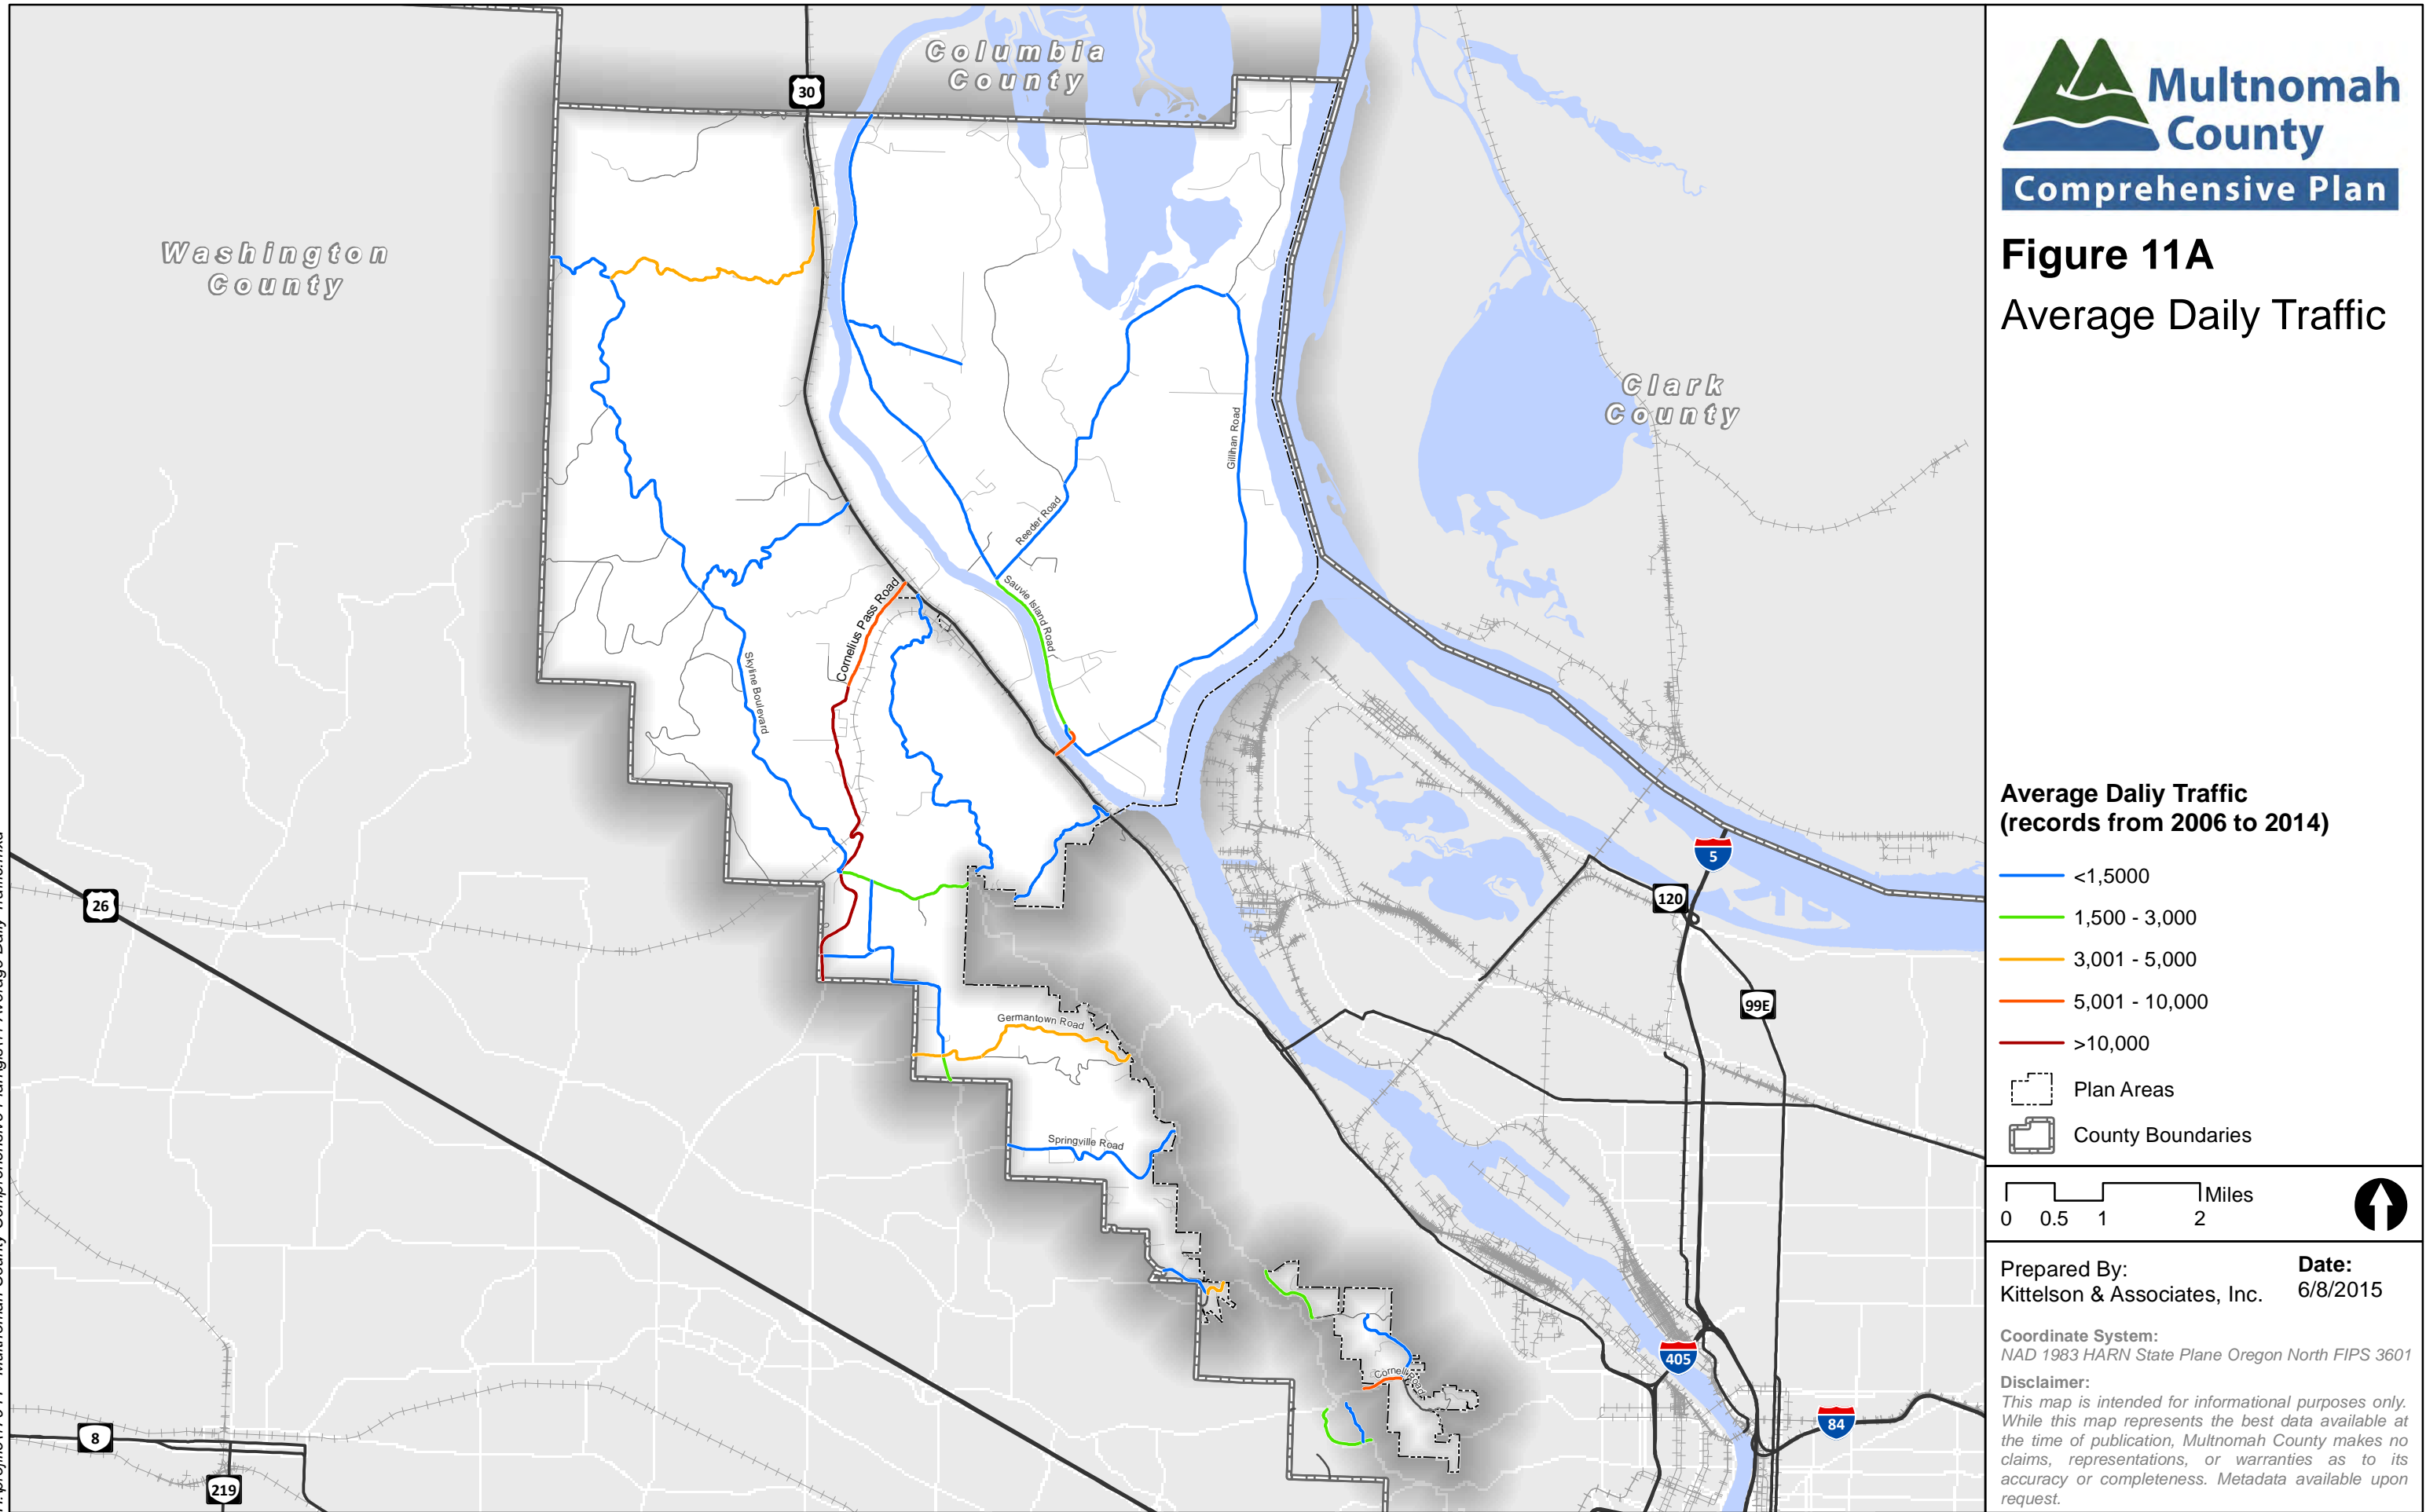 Columbia
County
30
Washington
County
Clark
County
Gillihan Road
Reeder Road
Sauvie Island Road
Cornelius Pass Road
Skyline Boulevard
Germantown Road
Springville Road
5
120
99E
26
405
84
8
219
Multnomah
County
Comprehensive Plan
Figure 11A
Average Daily Traffic
Average Daliy Traffic
(records from 2006 to 2014)
<1,5000
1,500 - 3,000
3,001 - 5,000
5,001 - 10,000
>10,000
Plan Areas
County Boundaries
Miles
0 0.5 1 2
Prepared By:
Kittelson & Associates, Inc.
Date:
6/8/2015
Coordinate System:
NAD 1983 HARN State Plane Oregon North FIPS 3601
Disclaimer:
This map is intended for informational purposes only.
While this map represents the best data available at
the time of publication, Multnomah County makes no
claims, representations, or warranties as to its
accuracy or completeness. Metadata available upon
request.